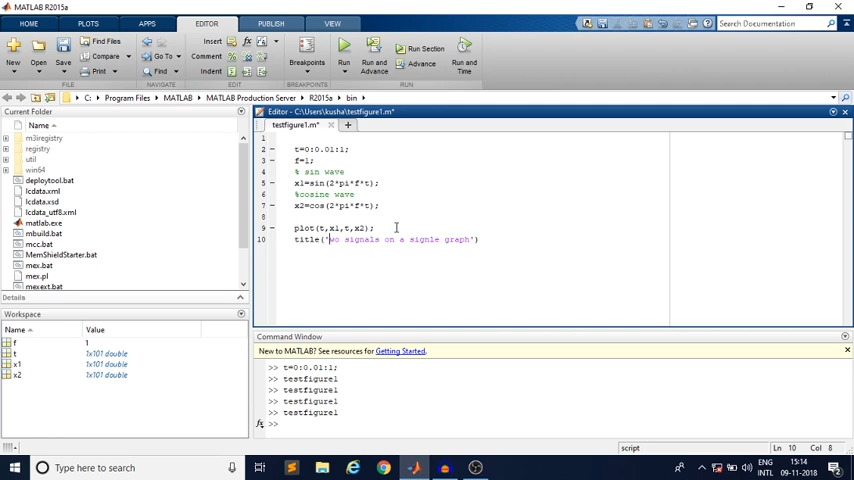 MATLAB R2015a
HOME PLOTS APPS EDITOR PUBLISH VIEW
Search Documentation
New Open Save Find Files Compare Print
Go To Find
Insert Comment Indent
Breakpoints
Run Run and Advance Run Section Advance Run and Time
FILE NAVIGATE EDIT BREAKPOINTS RUN
C: Program Files MATLAB MATLAB Production Server R2015a bin
Current Folder
Name
m3iregistry
registry
util
win64
deploytool.bat
lcdata.xml
lcdata.xsd
lcdata_utf8.xml
matlab.exe
mbuild.bat
mcc.bat
MemShieldStarter.bat
mex.bat
mex.pl
mexext.bat
Details
Workspace
Name Value
f 1
t 1x101 double
x1 1x101 double
x2 1x101 double
Editor - C:\Users\kusha\testfigure1.m*
testfigure1.m*
1
2 t=0:0.01:1;
3 f=1;
4 % sin wave
5 x1=sin(2*pi*f*t);
6 %cosine wave
7 x2=cos(2*pi*f*t);
8
9 plot(t,x1,t,x2);
10 title('wo signals on a signle graph')
Command Window
New to MATLAB? See resources for Getting Started.
>> t=0:0.01:1;
>> testfigure1
>> testfigure1
>> testfigure1
>> testfigure1
fx >>
script Ln 10 Col 8
Type here to search
ENG
INTL
15:14
09-11-2018
2